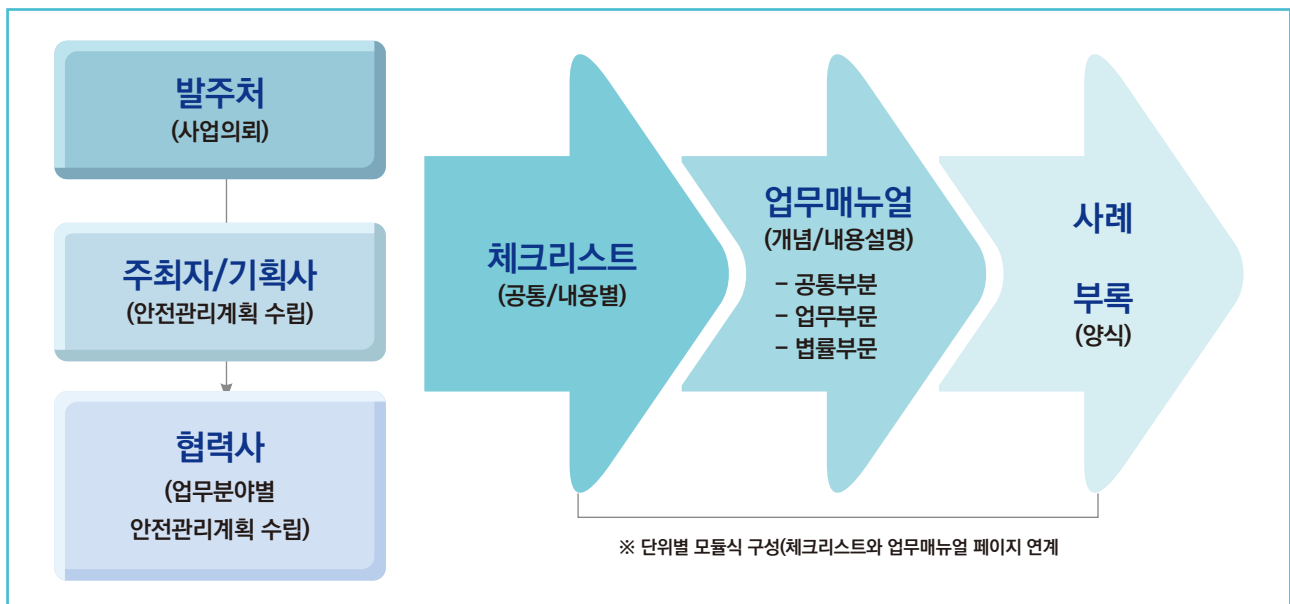 발주처
(사업의뢰)
주최자/기획사
(안전관리계획 수립)
협력사
(업무분야별
안전관리계획 수립)
체크리스트
(공통/내용별)
업무매뉴얼
(개념/내용설명)
- 공통부분
- 업무부문
- 볍률부문
사례
부록
(양식)
※ 단위별 모듈식 구성(체크리스트와 업무매뉴얼 페이지 연계